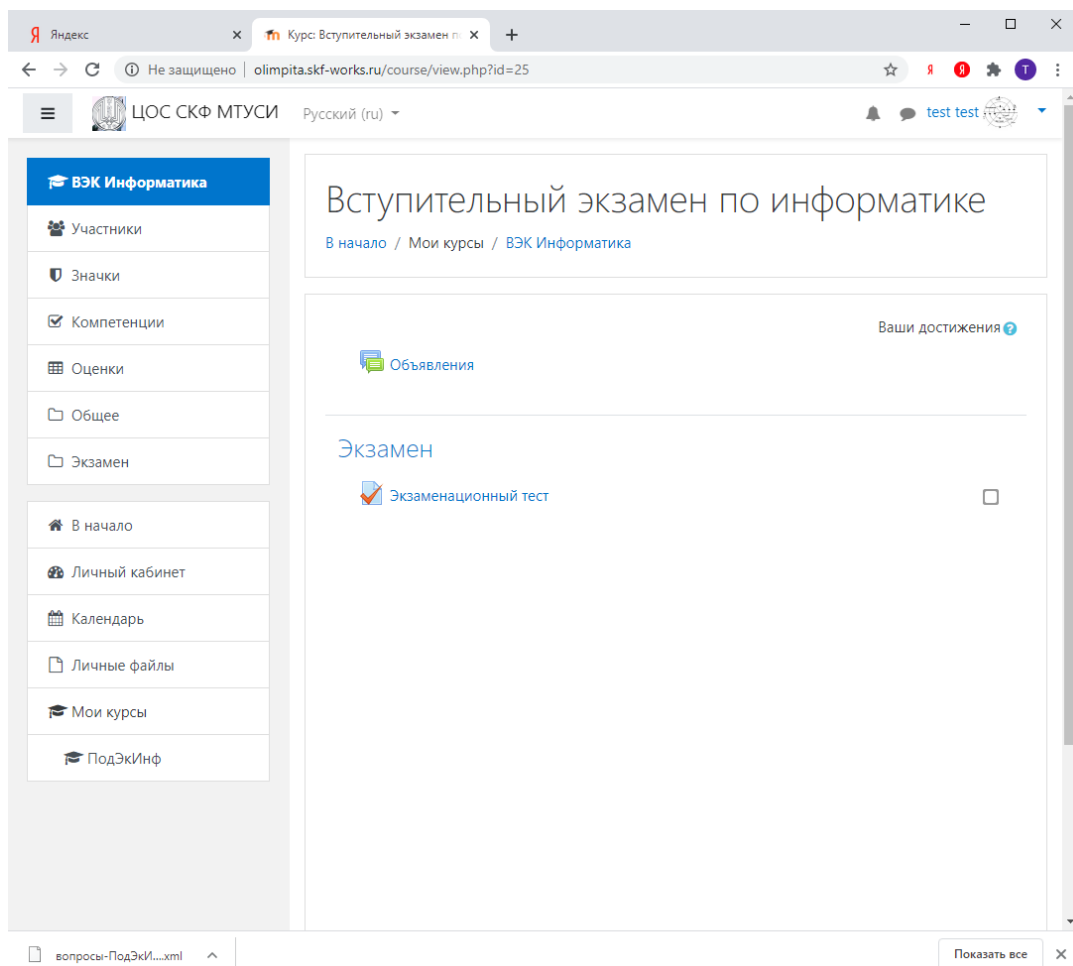 Яндекс
Курс: Вступительный экзамен п
Не защищено
olimpita.skf-works.ru/course/view.php?id=25
ЦОС СКФ МТУСИ
Русский (ru)
test test
ВЭК Информатика
Участники
Значки
Компетенции
Оценки
Общее
Экзамен
В начало
Личный кабинет
Календарь
Личные файлы
Мои курсы
ПодЭкИнф
Вступительный экзамен по информатике
В начало / Мои курсы / ВЭК Информатика
Ваши достижения
Объявления
Экзамен
Экзаменационный тест
вопросы-ПодЭкИ....xml
Показать все